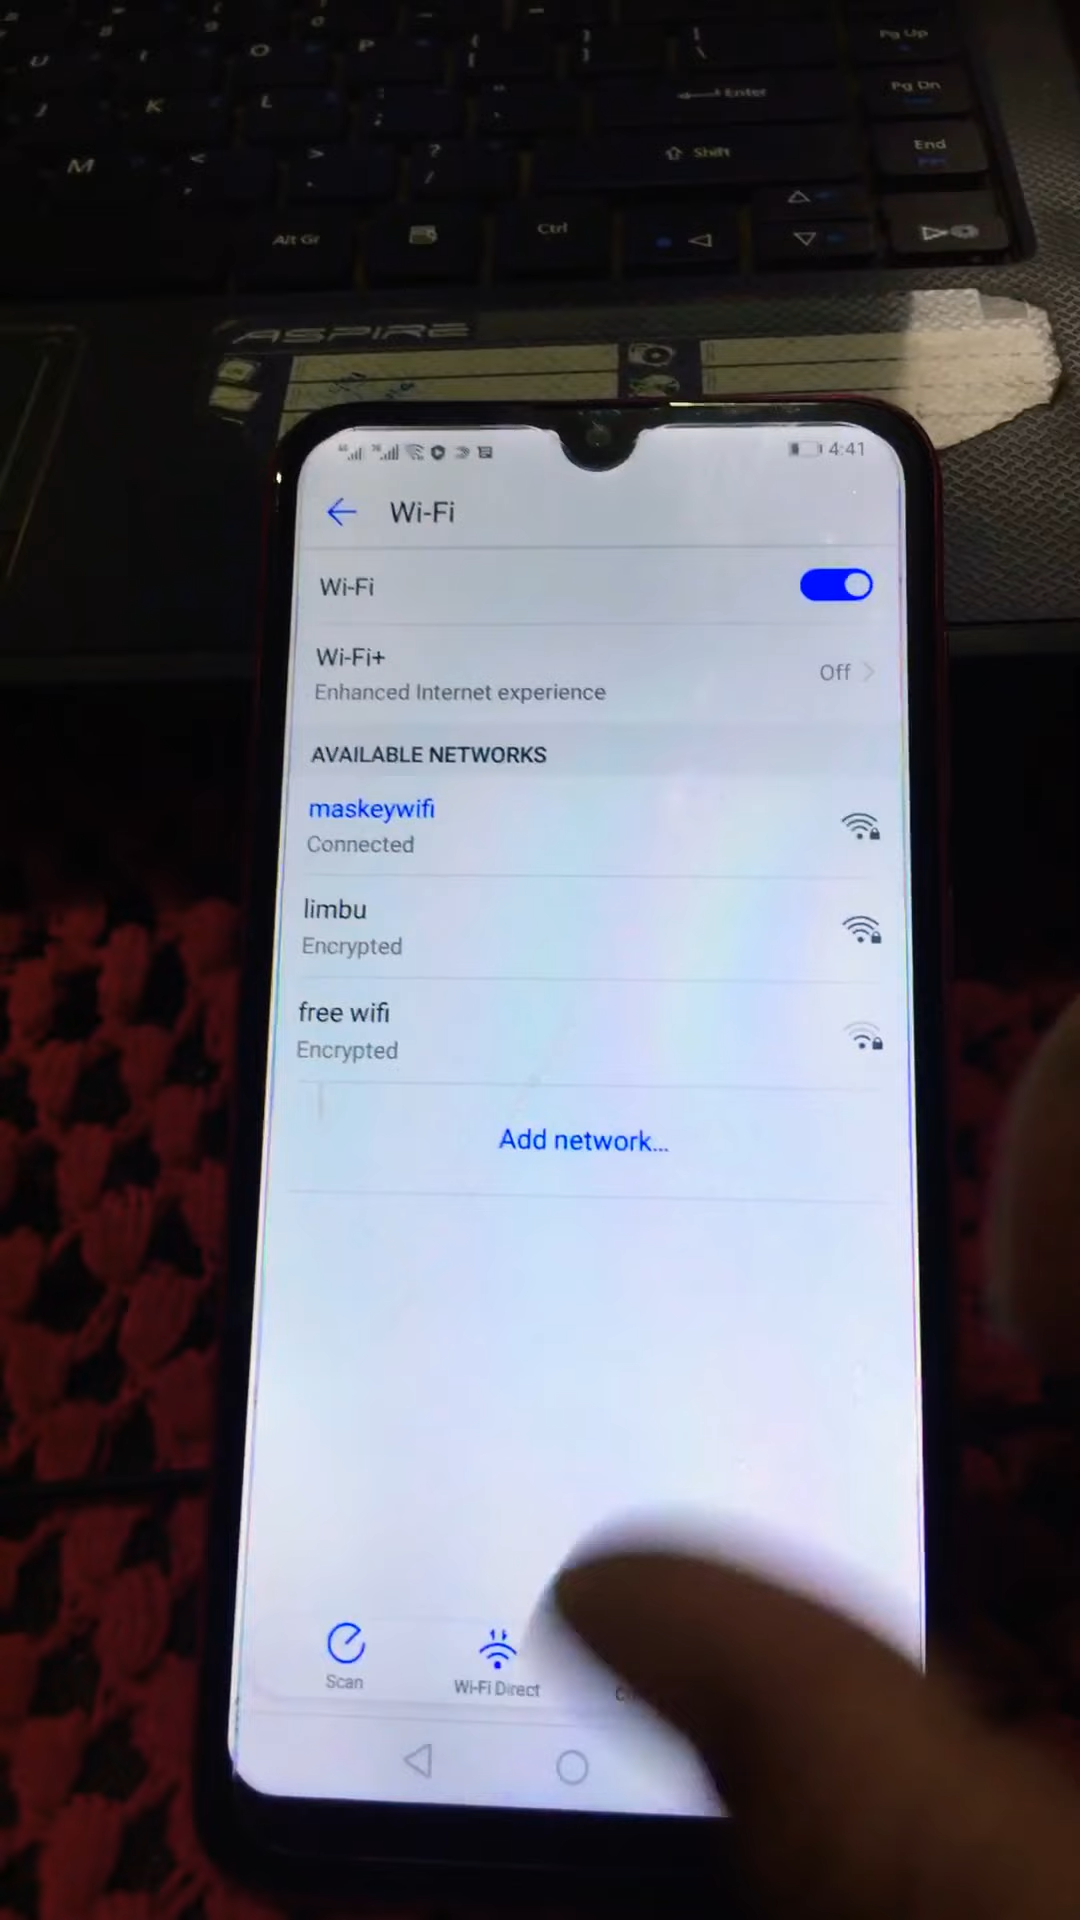 U
O
P
Pg Up
J
K
L
Enter
Pg Dn
M
< > ?
, . /
Shift
End
Alt Gr
Ctrl
ASPIRE
4:41
Wi-Fi
Wi-Fi
Wi-Fi+
Enhanced Internet experience
Off
AVAILABLE NETWORKS
maskeywifi
Connected
limbu
Encrypted
free wifi
Encrypted
Add network...
Scan
Wi-Fi Direct